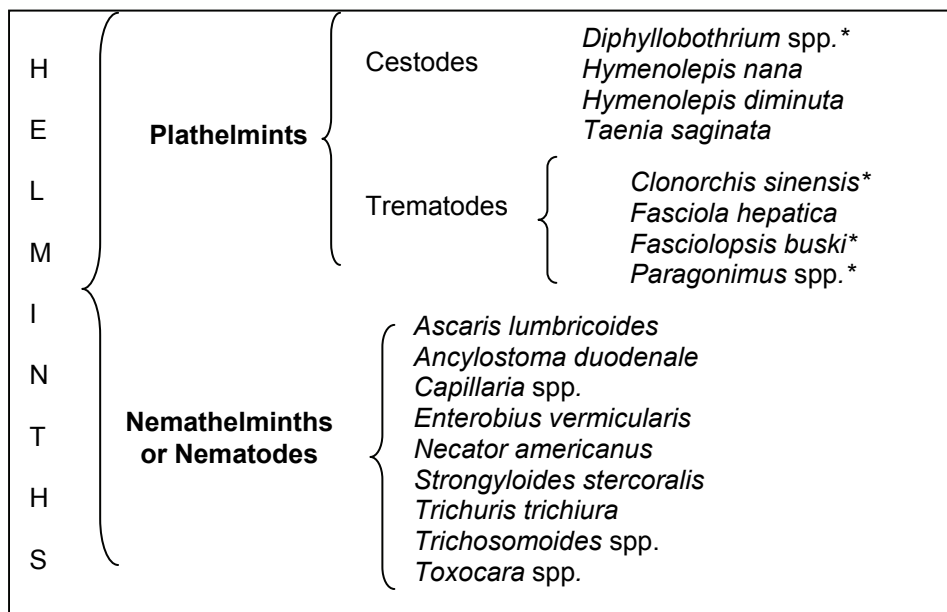 HELMINTHS
Plathelmints
Cestodes
Diphyllobothrium spp.*
Hymenolepis nana
Hymenolepis diminuta
Taenia saginata
Trematodes
Clonorchis sinensis*
Fasciola hepatica
Fasciolopsis buski*
Paragonimus spp.*
Nemathelminths
or Nematodes
Ascaris lumbricoides
Ancylostoma duodenale
Capillaria spp.
Enterobius vermicularis
Necator americanus
Strongyloides stercoralis
Trichuris trichiura
Trichosomoides spp.
Toxocara spp.